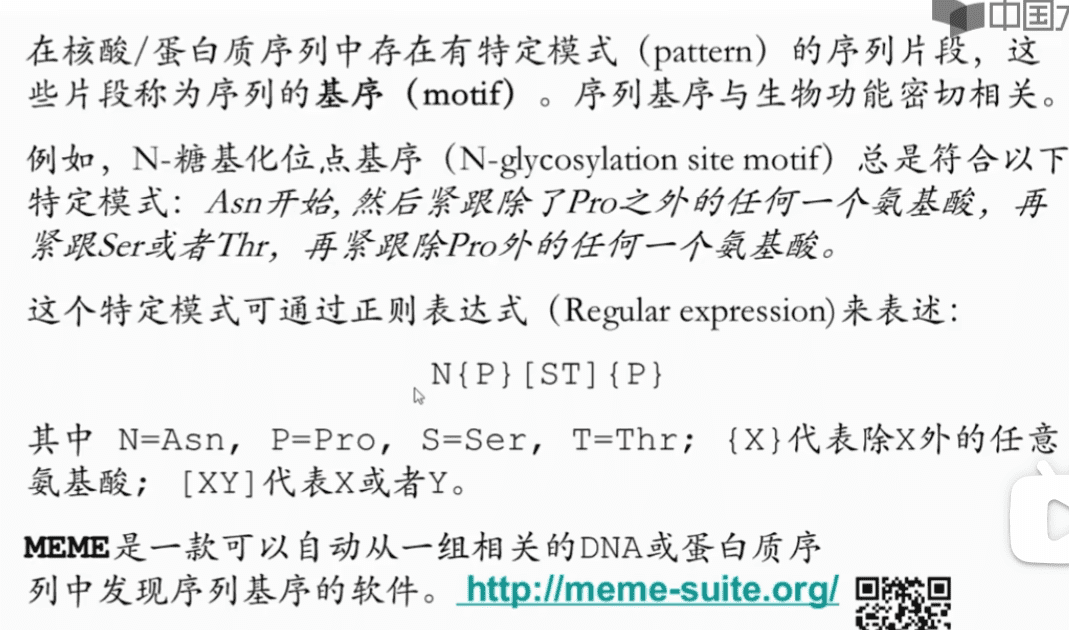 中国
在核酸/蛋白质序列中存在有特定模式（pattern）的序列片段，这
些片段称为序列的基序（motif）。序列基序与生物功能密切相关。
例如，N-糖基化位点基序（N-glycosylation site motif）总是符合以下
特定模式：Asn开始, 然后紧跟除了Pro之外的任何一个氨基酸，再
紧跟Ser或者Thr，再紧跟除Pro外的任何一个氨基酸。
这个特定模式可通过正则表达式（Regular expression)来表述：
N{P}[ST]{P}
其中 N=Asn, P=Pro, S=Ser, T=Thr; {X}代表除X外的任意
氨基酸; [XY]代表X或者Y。
MEME是一款可以自动从一组相关的DNA或蛋白质序
列中发现序列基序的软件。 http://meme-suite.org/